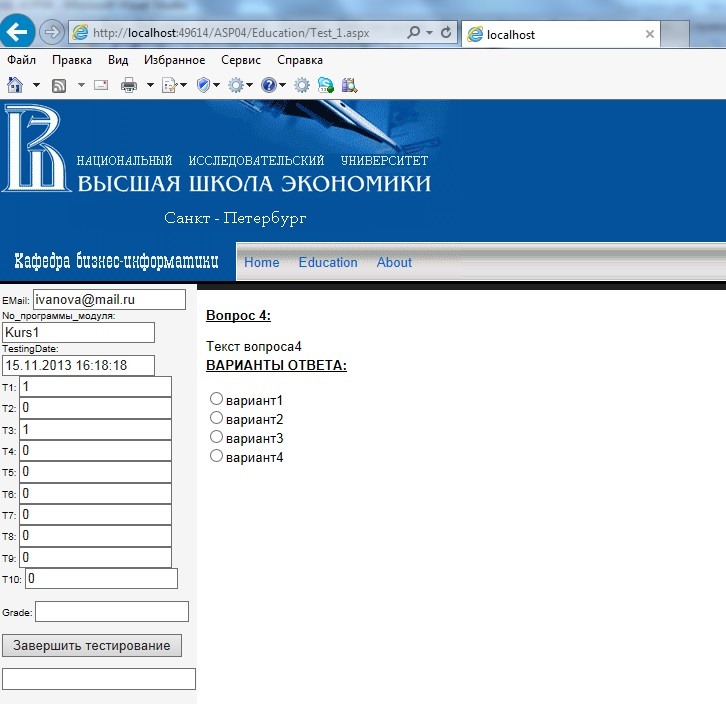 http://localhost:49614/ASP04/Education/Test_1.aspx
localhost
Файл Правка Вид Избранное Сервис Справка
НАЦИОНАЛЬНЫЙ ИССЛЕДОВАТЕЛЬСКИЙ УНИВЕРСИТЕТ
ВЫСШАЯ ШКОЛА ЭКОНОМИКИ
Санкт - Петербург
Кафедра бизнес-информатики
Home Education About
EMail: ivanova@mail.ru
No_программы_модуля:
Kurs1
TestingDate:
15.11.2013 16:18:18
T1: 1
T2: 0
T3: 1
T4: 0
T5: 0
T6: 0
T7: 0
T8: 0
T9: 0
T10: 0
Grade:
Завершить тестирование
Вопрос 4:
Текст вопроса4
ВАРИАНТЫ ОТВЕТА:
вариант1
вариант2
вариант3
вариант4